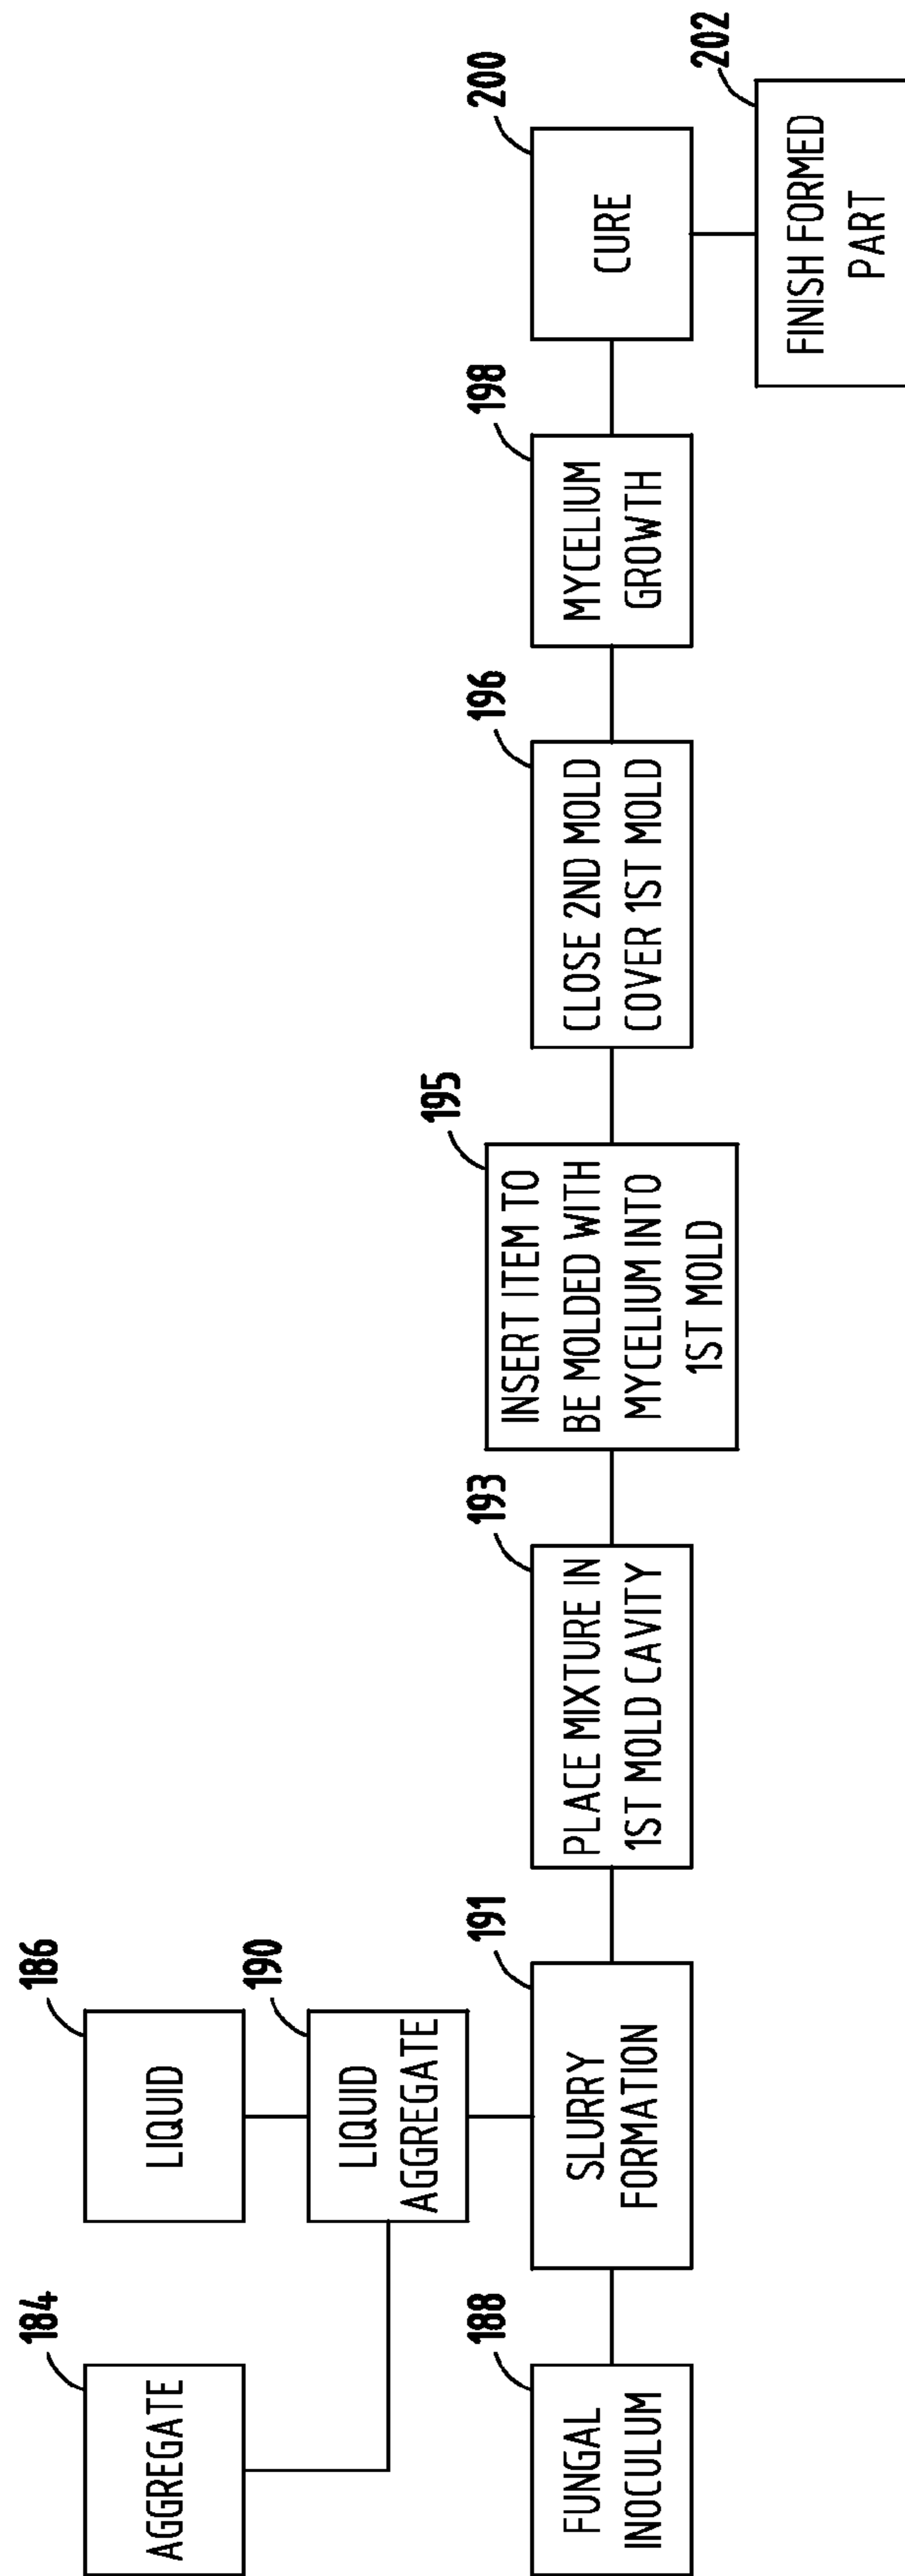 184
AGGREGATE
186
LIQUID
190
LIQUID
AGGREGATE
188
FUNGAL
INOCULUM
191
SLURRY
FORMATION
193
PLACE MIXTURE IN
1ST MOLD CAVITY
195
INSERT ITEM TO
BE MOLDED WITH
MYCELIUM INTO
1ST MOLD
196
CLOSE 2ND MOLD
COVER 1ST MOLD
198
MYCELIUM
GROWTH
200
CURE
202
FINISH FORMED
PART